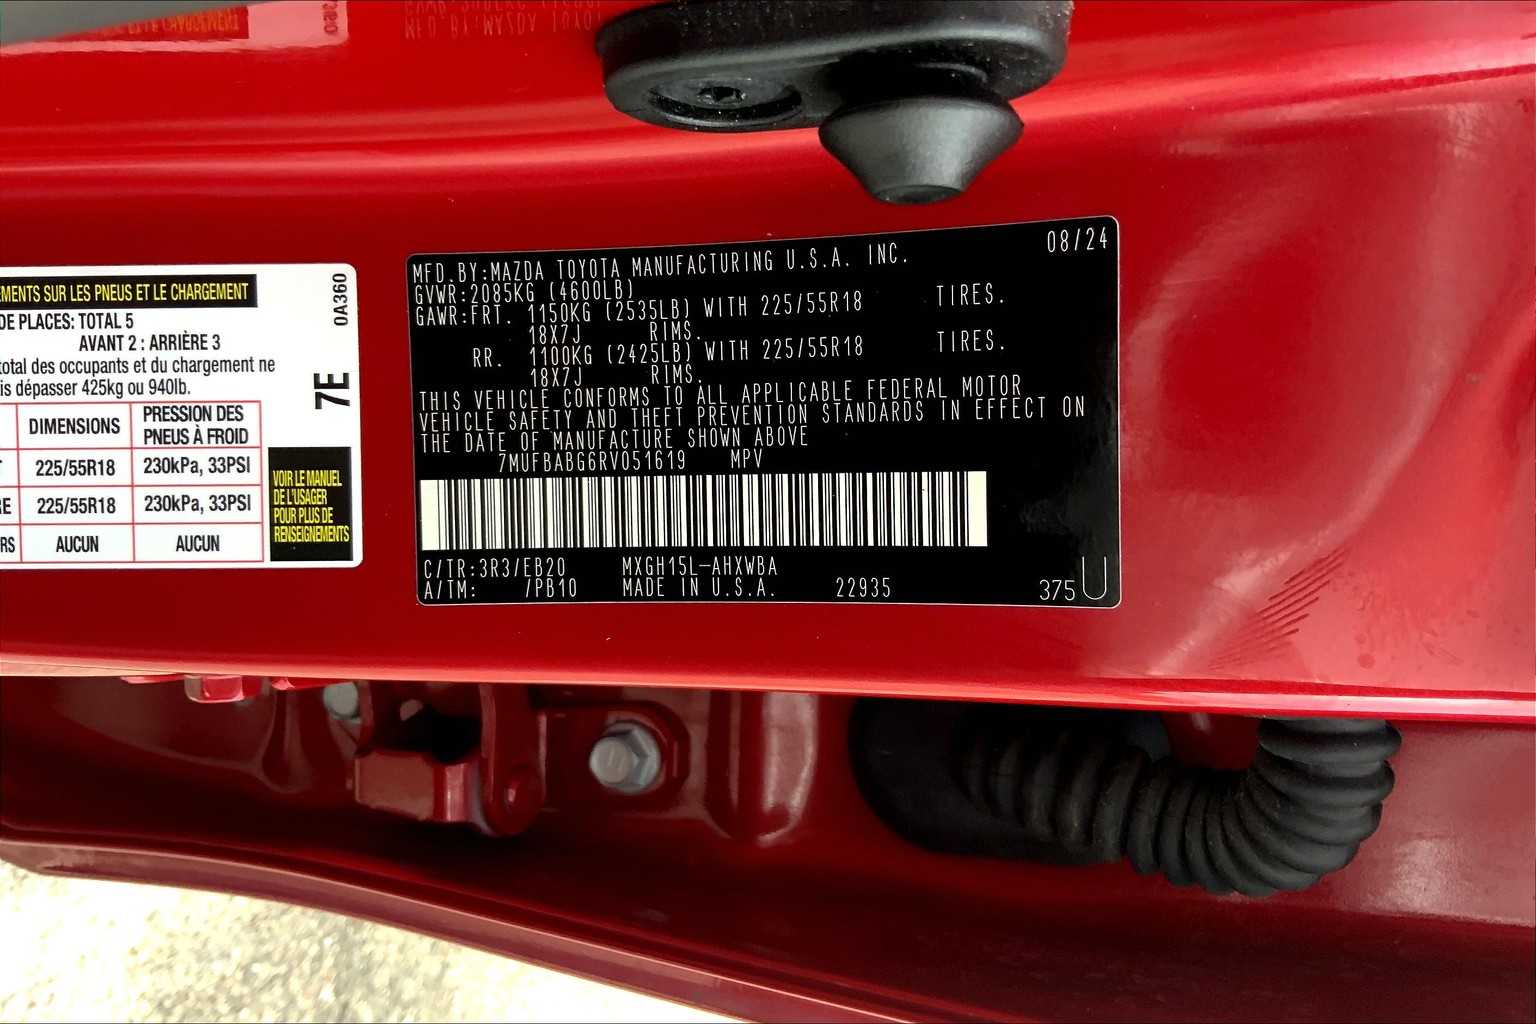 EMENTS SUR LES PNEUS ET LE CHARGEMENT
DE PLACES: TOTAL 5
AVANT 2 : ARRIÈRE 3
total des occupants et du chargement ne
is dépasser 425kg ou 940lb.
DIMENSIONS PRESSION DES PNEUS À FROID
225/55R18 230kPa, 33PSI
RE 225/55R18 230kPa, 33PSI
RS AUCUN AUCUN
VOIR LE MANUEL
DE L'USAGER
POUR PLUS DE
RENSEIGNEMENTS
7E
0A360
08/24
MFD.BY:MAZDA TOYOTA MANUFACTURING U.S.A. INC.
GVWR:2085KG (4600LB)
GAWR:FRT. 1150KG (2535LB) WITH 225/55R18 TIRES.
18X7J RIMS.
RR. 1100KG (2425LB) WITH 225/55R18 TIRES.
18X7J RIMS.
THIS VEHICLE CONFORMS TO ALL APPLICABLE FEDERAL MOTOR
VEHICLE SAFETY AND THEFT PREVENTION STANDARDS IN EFFECT ON
THE DATE OF MANUFACTURE SHOWN ABOVE
7MUFBABG6RV051619 MPV
C/TR:3R3/EB20 MXGH15L-AHXWBA
A/TM: /PB10 MADE IN U.S.A. 22935 375U